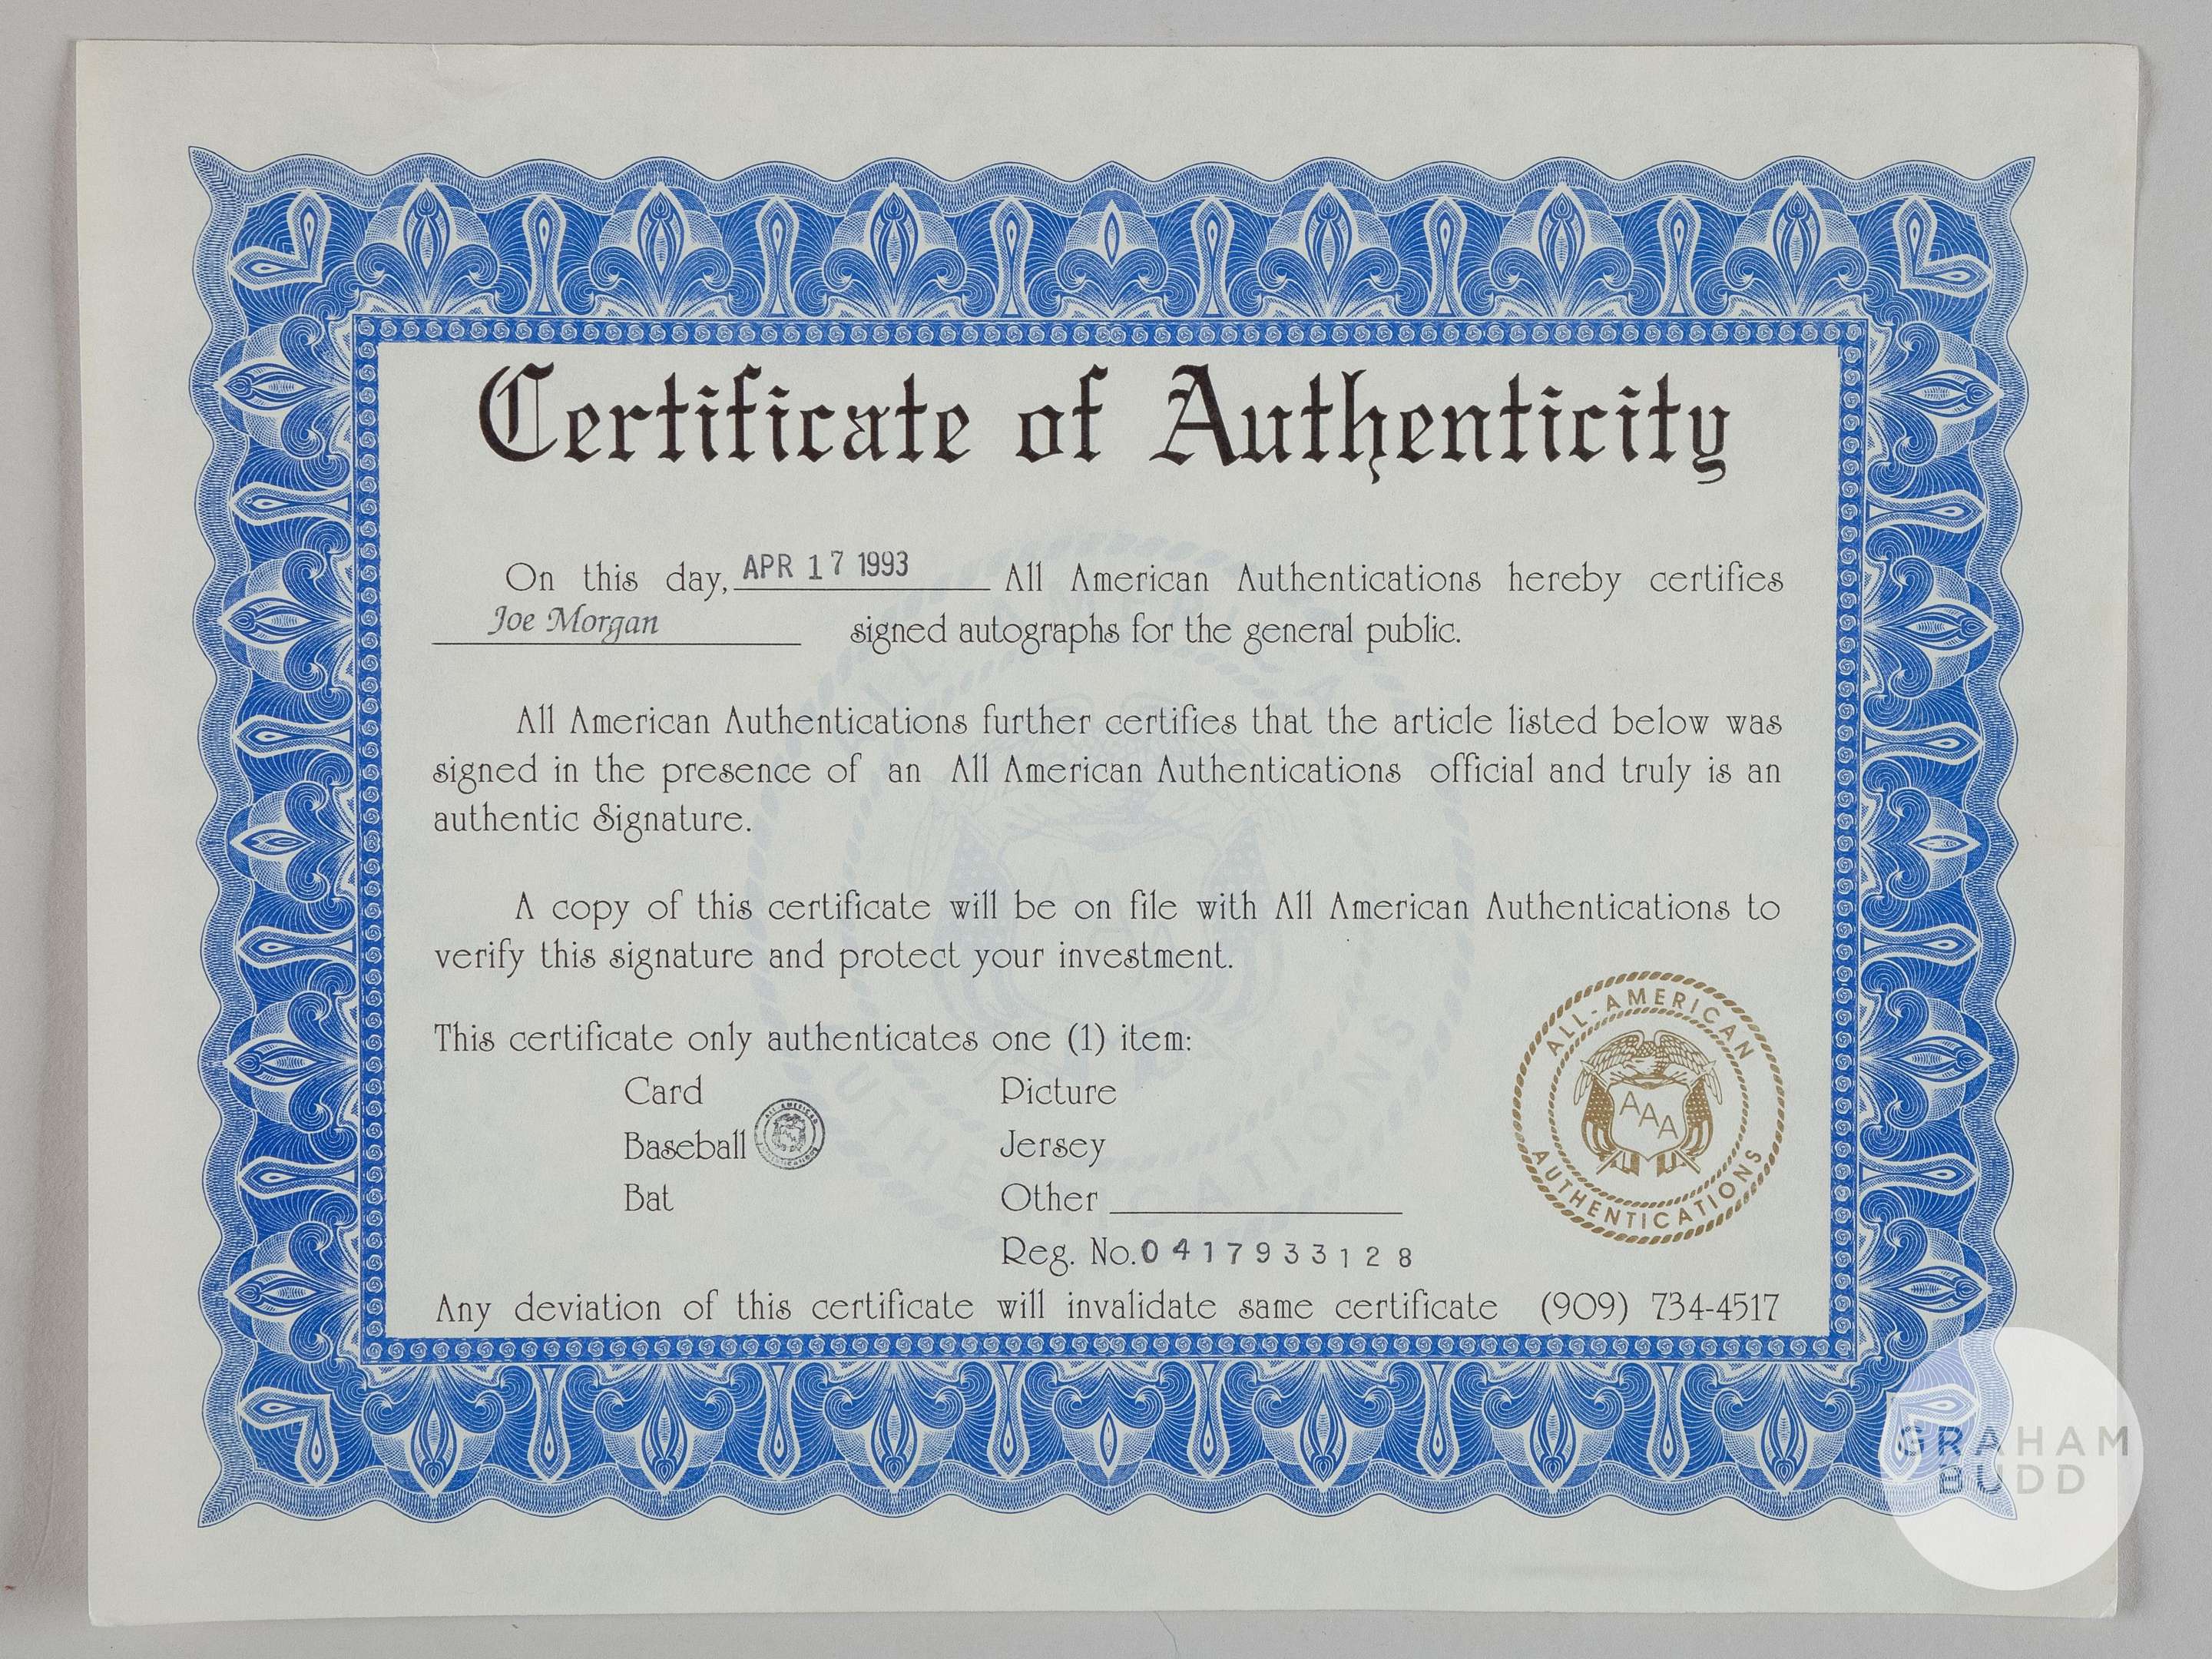 Certificate of Authenticity
On this day, APR 17 1993 All American Authentications hereby certifies
Joe Morgan signed autographs for the general public.
All American Authentications further certifies that the article listed below was
signed in the presence of an All American Authentications official and truly is an
authentic Signature.
A copy of this certificate will be on file with All American Authentications to
verify this signature and protect your investment.
This certificate only authenticates one (1) item:
Card Picture
Baseball Jersey
Bat Other
Reg. No. 0417933128
Any deviation of this certificate will invalidate same certificate (909) 734-4517
ALL-AMERICAN
AAA
AUTHENTICATIONS
GRAHAM
BUDD